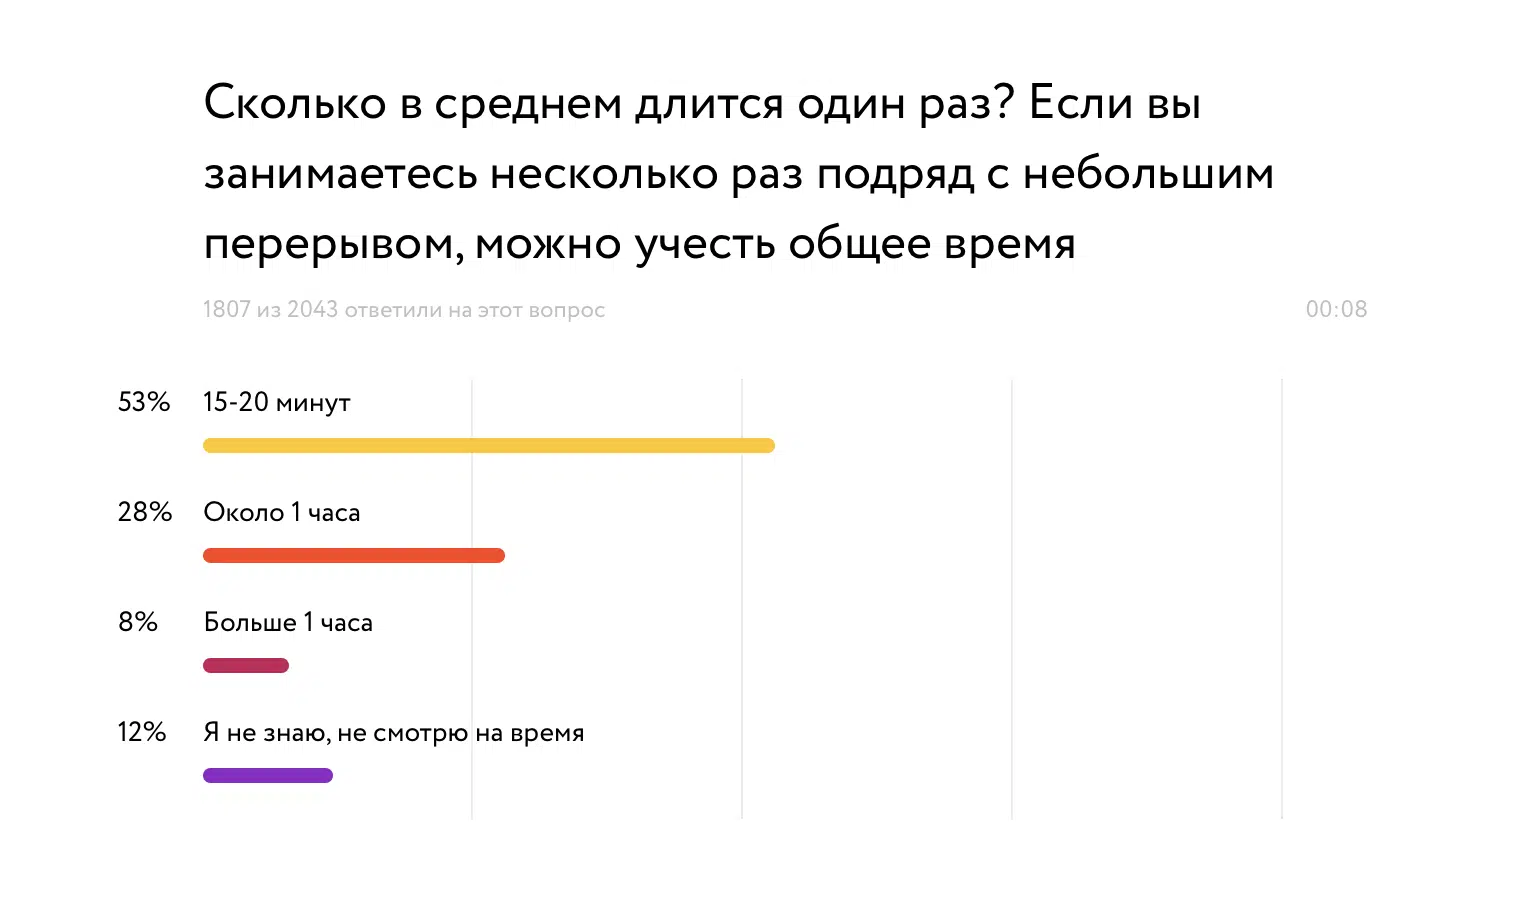 Сколько в среднем длится один раз? Если вы
занимаетесь несколько раз подряд с небольшим
перерывом, можно учесть общее время
1807 из 2043 ответили на этот вопрос 00:08
53% 15-20 минут
28% Около 1 часа
8% Больше 1 часа
12% Я не знаю, не смотрю на время